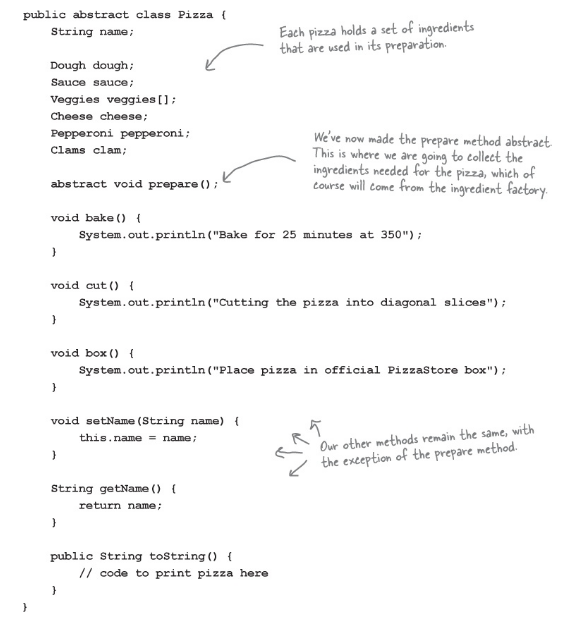 public abstract class Pizza {
String name;
Each pizza holds a set of ingredients
that are used in its preparation.
Dough dough;
Sauce sauce;
Veggies veggies[];
Cheese cheese;
Pepperoni pepperoni;
Clams clam;
We've now made the prepare method abstract.
This is where we are going to collect the
ingredients needed for the pizza, which of
course will come from the ingredient factory.
abstract void prepare();
void bake() {
System.out.println("Bake for 25 minutes at 350");
}
void cut() {
System.out.println("Cutting the pizza into diagonal slices");
}
void box() {
System.out.println("Place pizza in official PizzaStore box");
}
void setName(String name) {
this.name = name;
}
Our other methods remain the same, with
the exception of the prepare method.
String getName() {
return name;
}
public String toString() {
// code to print pizza here
}
}